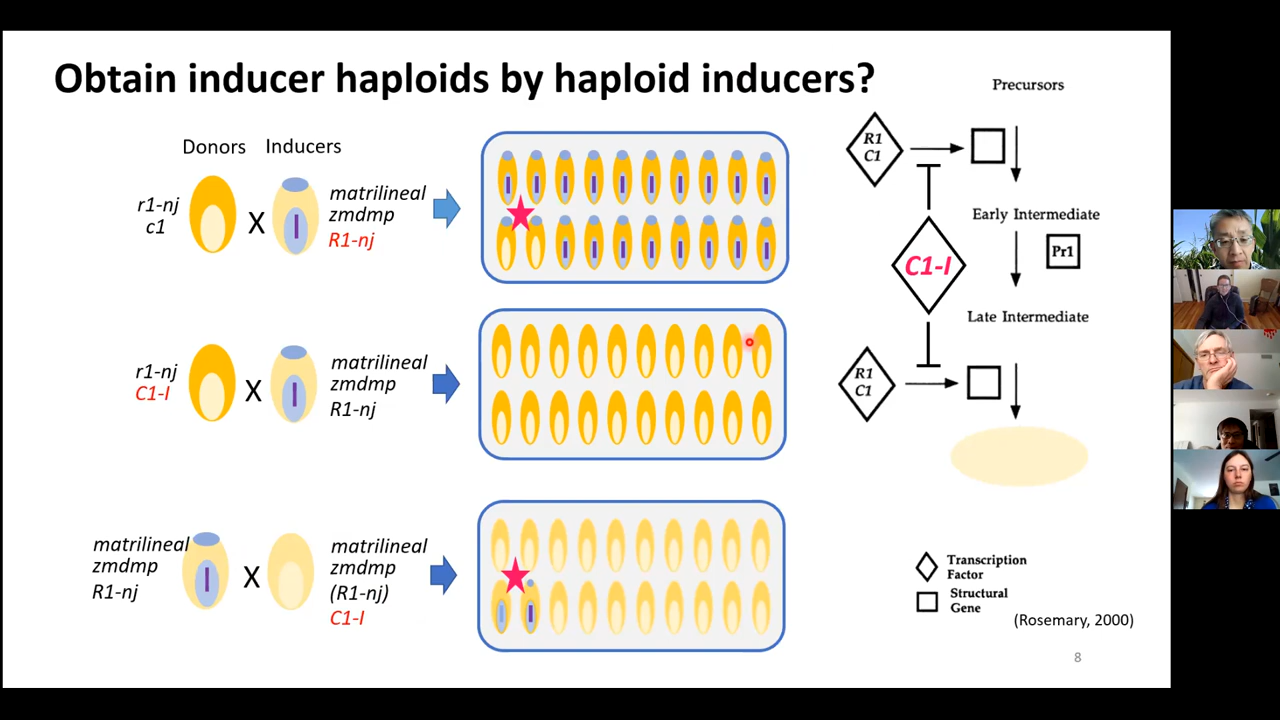 Obtain inducer haploids by haploid inducers?
Donors
Inducers
r1-nj
c1
X
matrilineal
zmdmp
R1-nj
r1-nj
C1-I
X
matrilineal
zmdmp
R1-nj
matrilineal
zmdmp
R1-nj
X
matrilineal
zmdmp
(R1-nj)
C1-I
Precursors
R1
C1
Early Intermediate
Pr1
C1-I
Late Intermediate
R1
C1
Transcription
Factor
Structural
Gene
(Rosemary, 2000)
8